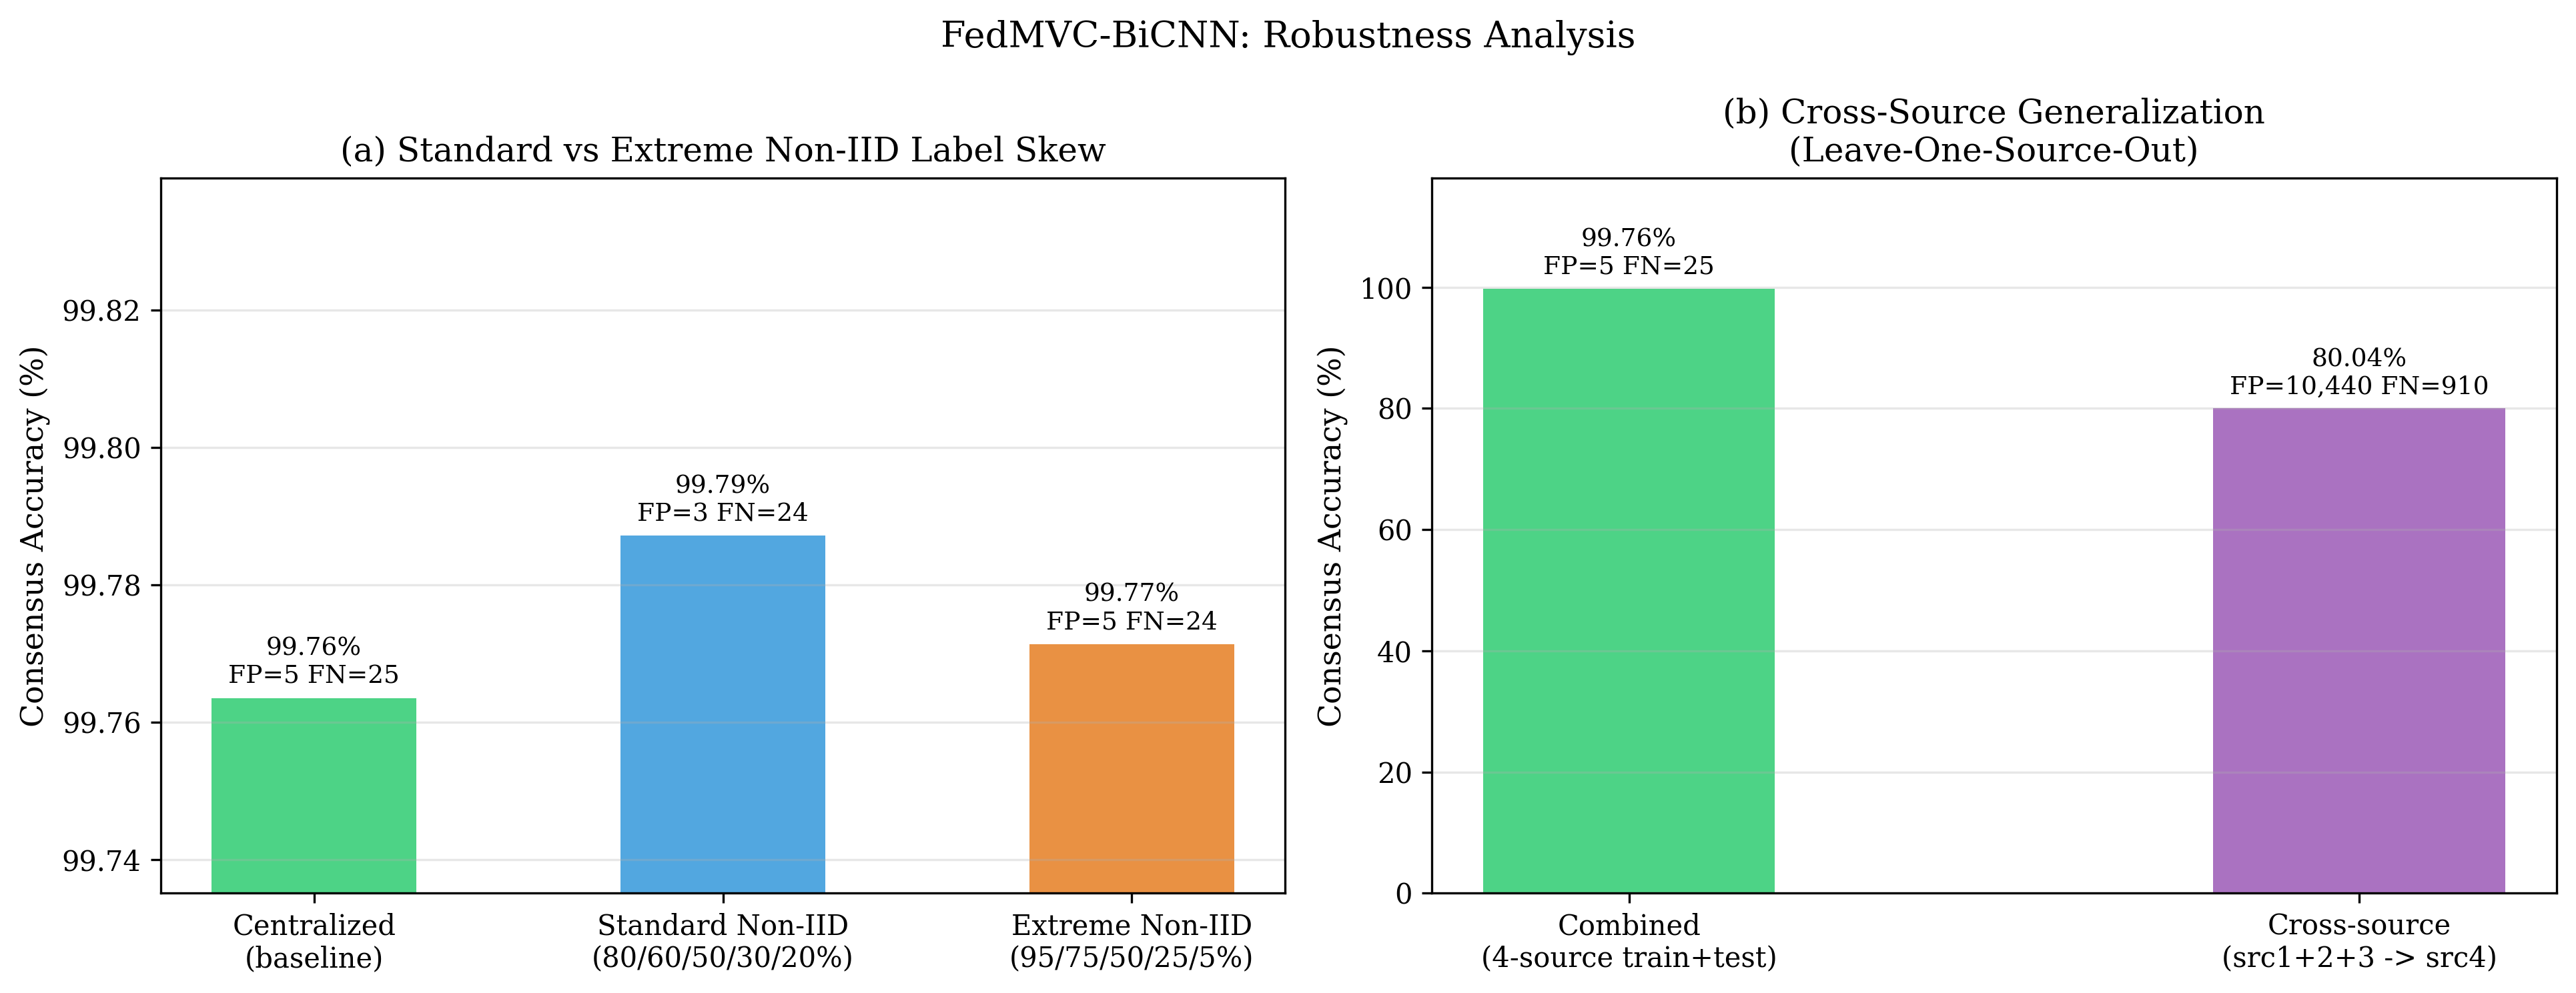 FedMVC-BiCNN: Robustness Analysis
(a) Standard vs Extreme Non-IID Label Skew
Consensus Accuracy (%)
99.82
99.80
99.78
99.76
99.74
99.76%
FP=5 FN=25
99.79%
FP=3 FN=24
99.77%
FP=5 FN=24
Centralized
(baseline)
Standard Non-IID
(80/60/50/30/20%)
Extreme Non-IID
(95/75/50/25/5%)
(b) Cross-Source Generalization
(Leave-One-Source-Out)
Consensus Accuracy (%)
100
80
60
40
20
0
99.76%
FP=5 FN=25
80.04%
FP=10,440 FN=910
Combined
(4-source train+test)
Cross-source
(src1+2+3 -> src4)